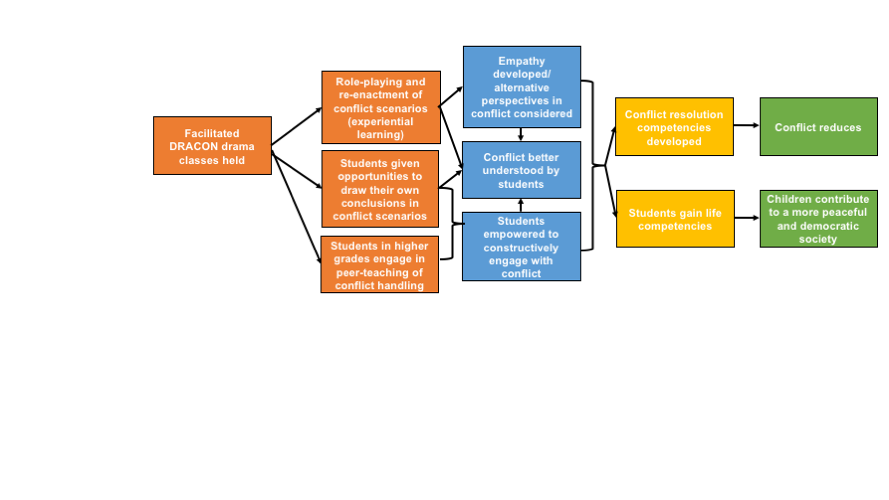 Facilitated
DRACON drama
classes held
Role-playing and
re-enactment of
conflict scenarios
(experiential
learning)
Students given
opportunities to
draw their own
conclusions in
conflict scenarios
Students in higher
grades engage in
peer-teaching of
conflict handling
Empathy
developed/
alternative
perspectives in
conflict considered
Conflict better
understood by
students
Students
empowered to
constructively
engage with
conflict
Conflict resolution
competencies
developed
Students gain life
competencies
Conflict reduces
Children contribute
to a more peaceful
and democratic
society